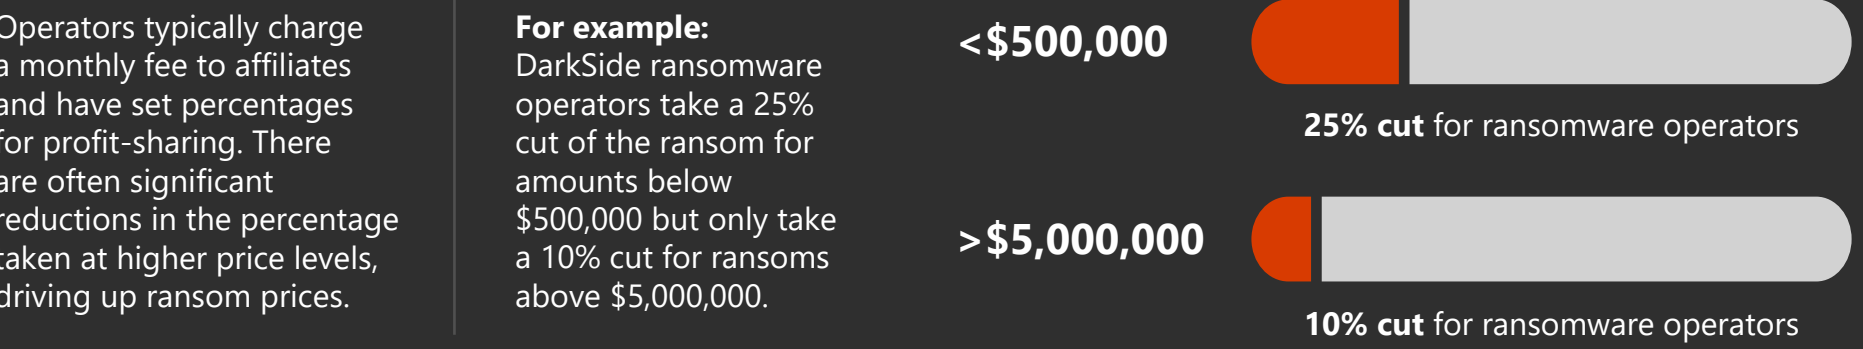 Operators typically charge
a monthly fee to affiliates
and have set percentages
for profit-sharing. There
are often significant
reductions in the percentage
taken at higher price levels,
driving up ransom prices.
For example:
DarkSide ransomware
operators take a 25%
cut of the ransom for
amounts below
$500,000 but only take
a 10% cut for ransoms
above $5,000,000.
<$500,000
25% cut for ransomware operators
>$5,000,000
10% cut for ransomware operators